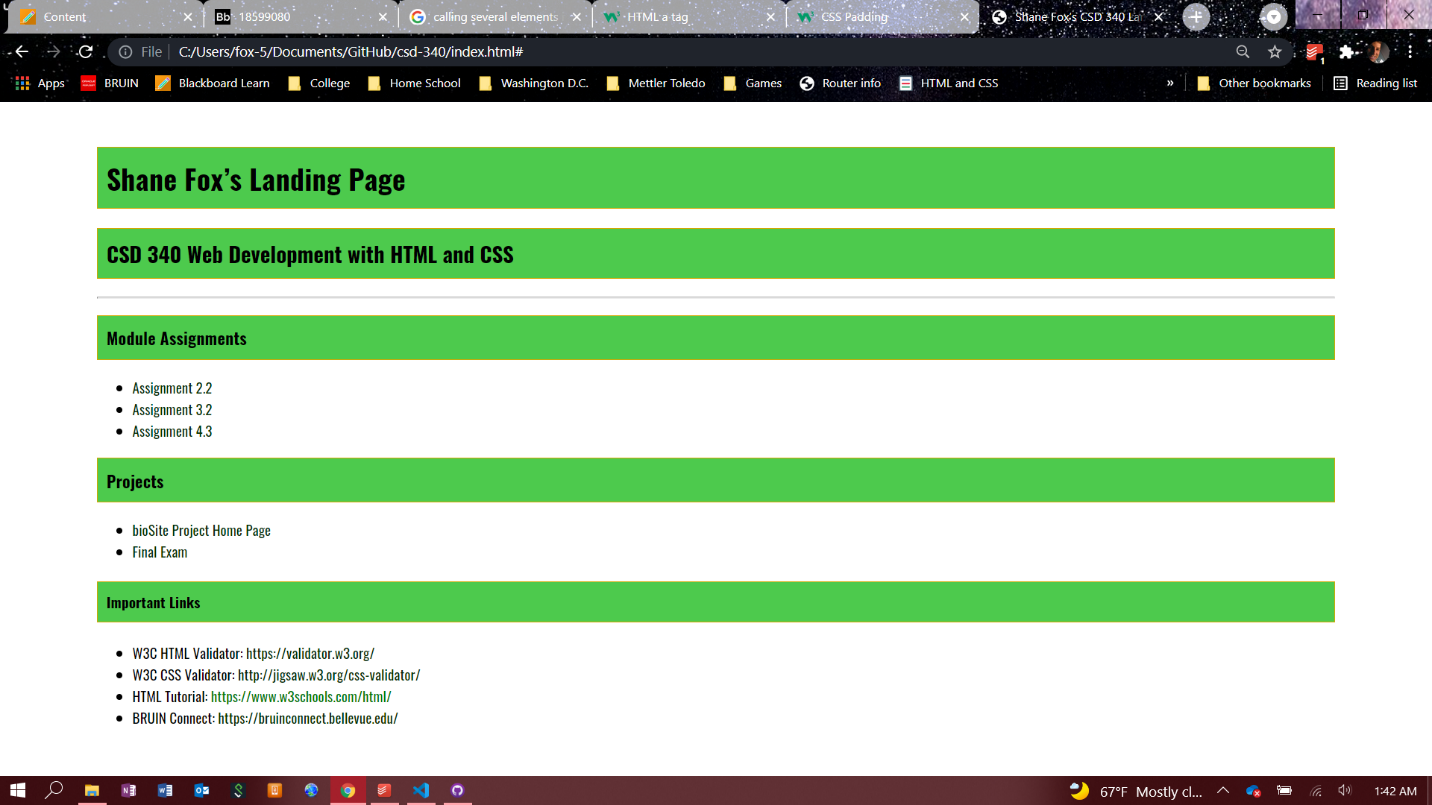 Content
Bb 18599080
calling several elements
HTML a tag
CSS Padding
Shane Fox's CSD 340 La
File C:/Users/fox-5/Documents/GitHub/csd-340/index.html#
1
Apps BRUIN Blackboard Learn College Home School Washington D.C. Mettler Toledo Games Router info HTML and CSS » Other bookmarks Reading list
Shane Fox’s Landing Page
CSD 340 Web Development with HTML and CSS
Module Assignments
Assignment 2.2
Assignment 3.2
Assignment 4.3
Projects
bioSite Project Home Page
Final Exam
Important Links
W3C HTML Validator: https://validator.w3.org/
W3C CSS Validator: http://jigsaw.w3.org/css-validator/
HTML Tutorial: https://www.w3schools.com/html/
BRUIN Connect: https://bruinconnect.bellevue.edu/
67°F Mostly cl... 1:42 AM